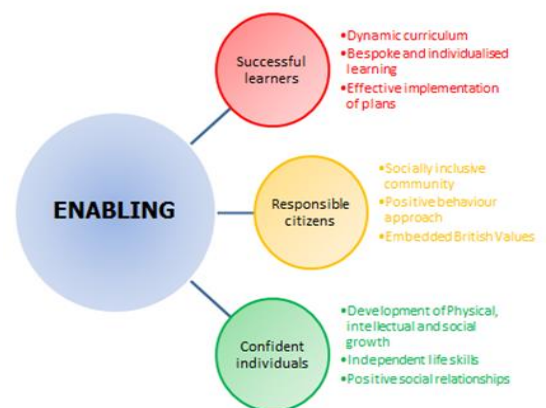 ENABLING
Successful
learners
•Dynamic curriculum
•Bespoke and individualised
learning
•Effective implementation
of plans
Responsible
citizens
•Socially inclusive
community
•Positive behaviour
approach
•Embedded British Values
Confident
individuals
•Development of Physical,
intellectual and social
growth
•Independent life skills
•Positive social relationships